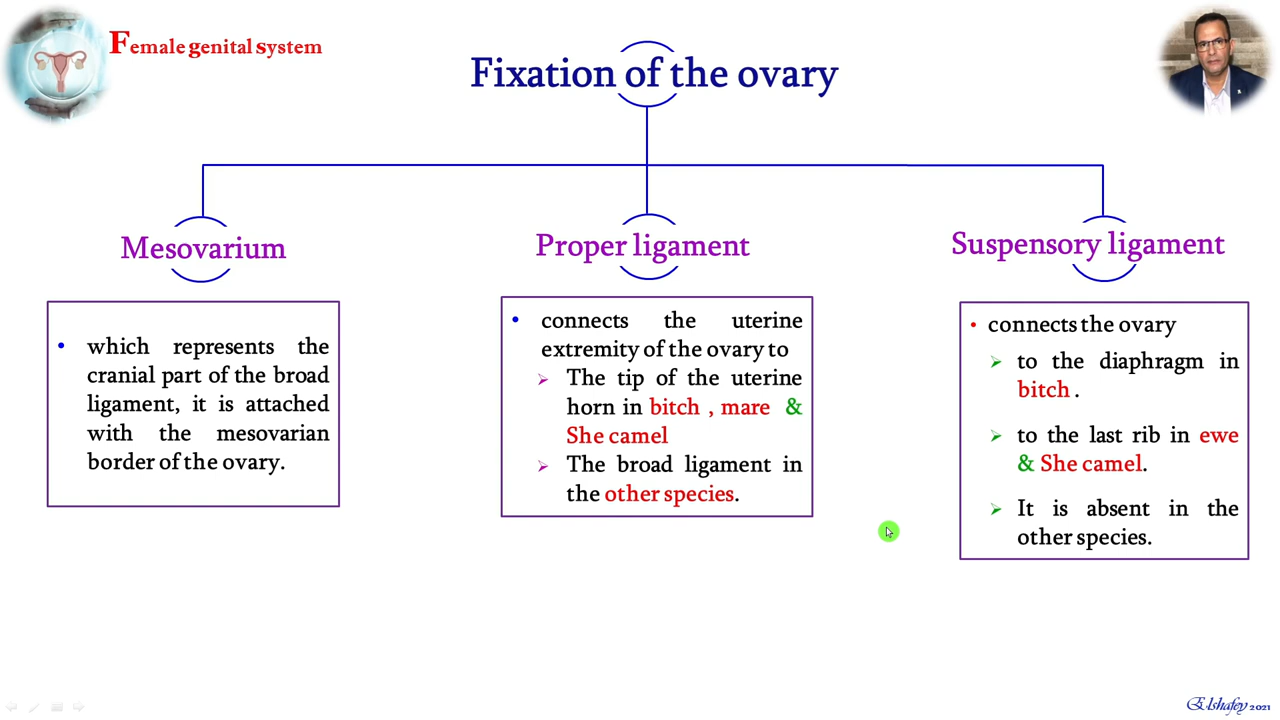 Female genital system
Fixation of the ovary
Mesovarium
• which represents the
cranial part of the broad
ligament, it is attached
with the mesovarian
border of the ovary.
Proper ligament
• connects the uterine
extremity of the ovary to
➢ The tip of the uterine
horn in bitch , mare &
She camel
➢ The broad ligament in
the other species.
Suspensory ligament
• connects the ovary
➢ to the diaphragm in
bitch .
➢ to the last rib in ewe
& She camel.
➢ It is absent in the
other species.
Elshafey 2021